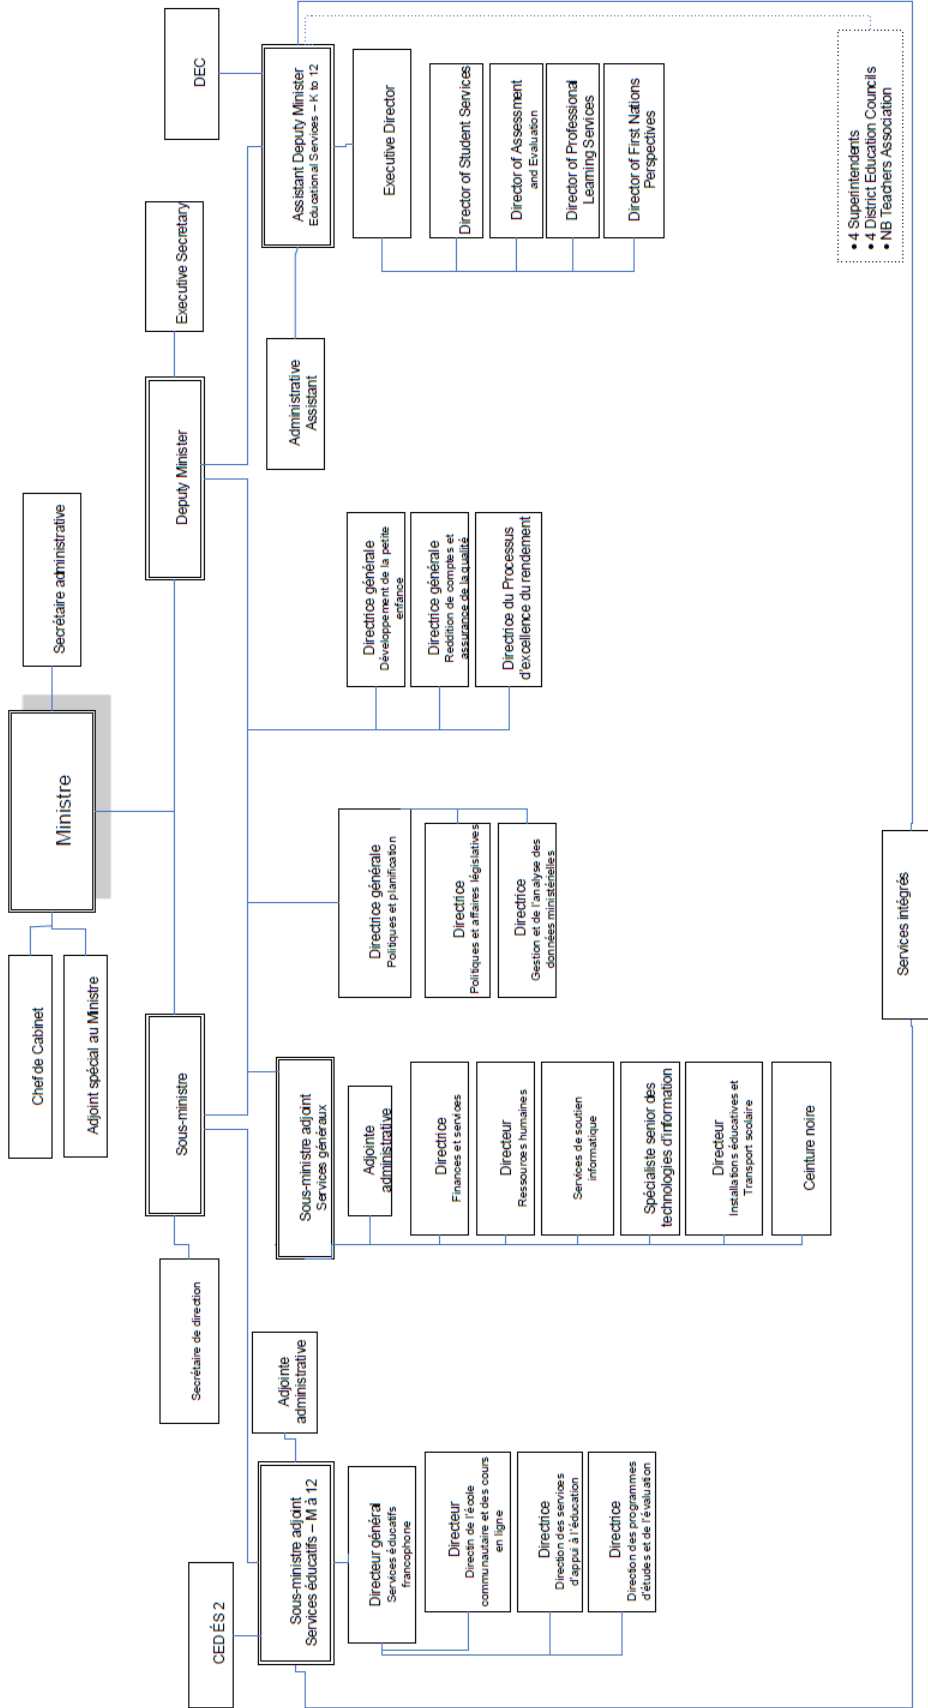 Ministre
Secrétaire administrative
Chef de Cabinet
Adjoint spécial au Ministre
Sous-ministre
Deputy Minister
Secrétaire de direction
Executive Secretary
CED ÉS 2
DEC
Sous-ministre adjoint
Services éducatifs – M à 12
Adjointe
administrative
Directeur général
Services éducatifs
francophone
Directeur
Directin de l'école
communautaire et des cours
en ligne
Directrice
Direction des services
d'appui à l'éducation
Directrice
Direction des programmes
d'études et de l'évaluation
Sous-ministre adjoint
Services généraux
Adjointe
administrative
Directrice
Finances et services
Directeur
Ressources humaines
Services de soutien
informatique
Spécialiste senior des
technologies d'information
Directeur
Installations éducatives et
Transport scolaire
Ceinture noire
Directrice générale
Politiques et planification
Directrice
Politiques et affaires législatives
Directrice
Gestion et de l'analyse des
données ministérielles
Directrice générale
Développement de la petite
enfance
Directrice générale
Reddition de comptes et
assurance de la qualité
Directrice du Processus
d'excellence du rendement
Assistant Deputy Minister
Educational Services – K to 12
Administrative
Assistant
Executive Director
Director of Student Services
Director of Assessment
and Evaluation
Director of Professional
Learning Services
Director of First Nations
Perspectives
• 4 Superintendents
• 4 District Education Councils
• NB Teachers Association
Services intégrés